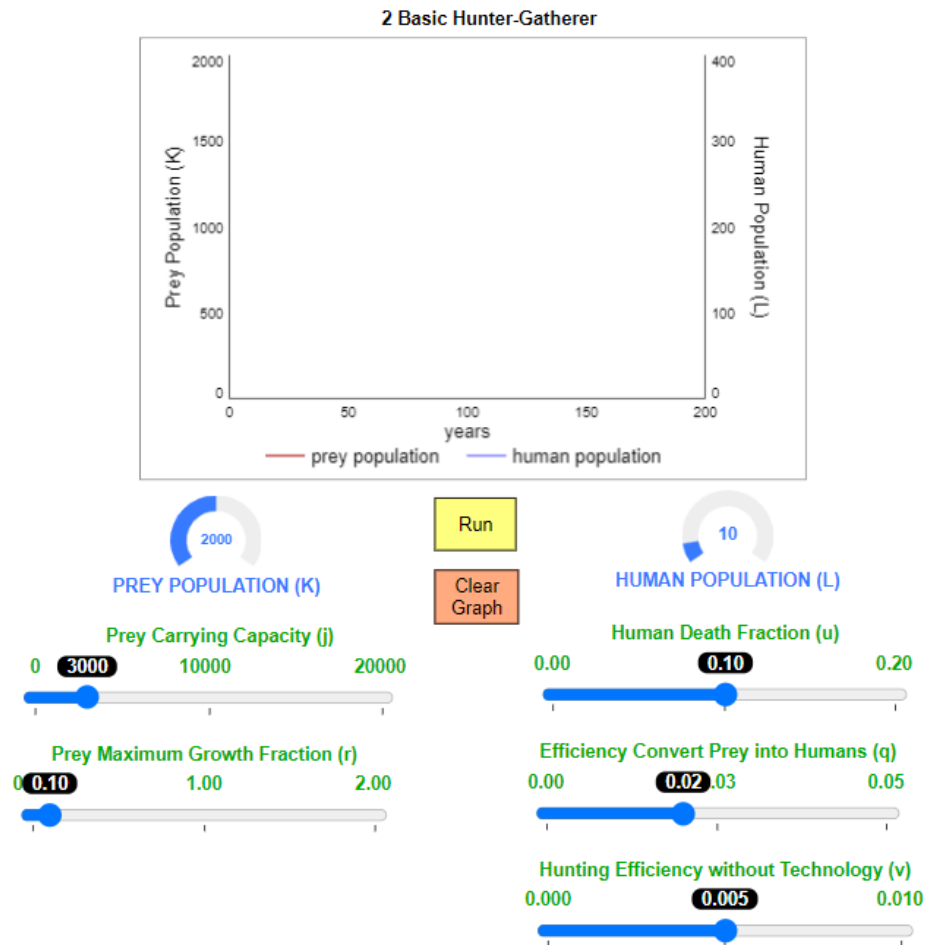 2 Basic Hunter-Gatherer
2000
1500
1000
500
0
Prey Population (K)
400
300
200
100
0
Human Population (L)
0 50 100 150 200
years
prey population human population
2000
PREY POPULATION (K)
Run
Clear
Graph
10
HUMAN POPULATION (L)
Prey Carrying Capacity (j)
0 3000 10000 20000
Prey Maximum Growth Fraction (r)
0 0.10 1.00 2.00
Human Death Fraction (u)
0.00 0.10 0.20
Efficiency Convert Prey into Humans (q)
0.00 0.02 .03 0.05
Hunting Efficiency without Technology (v)
0.000 0.005 0.010